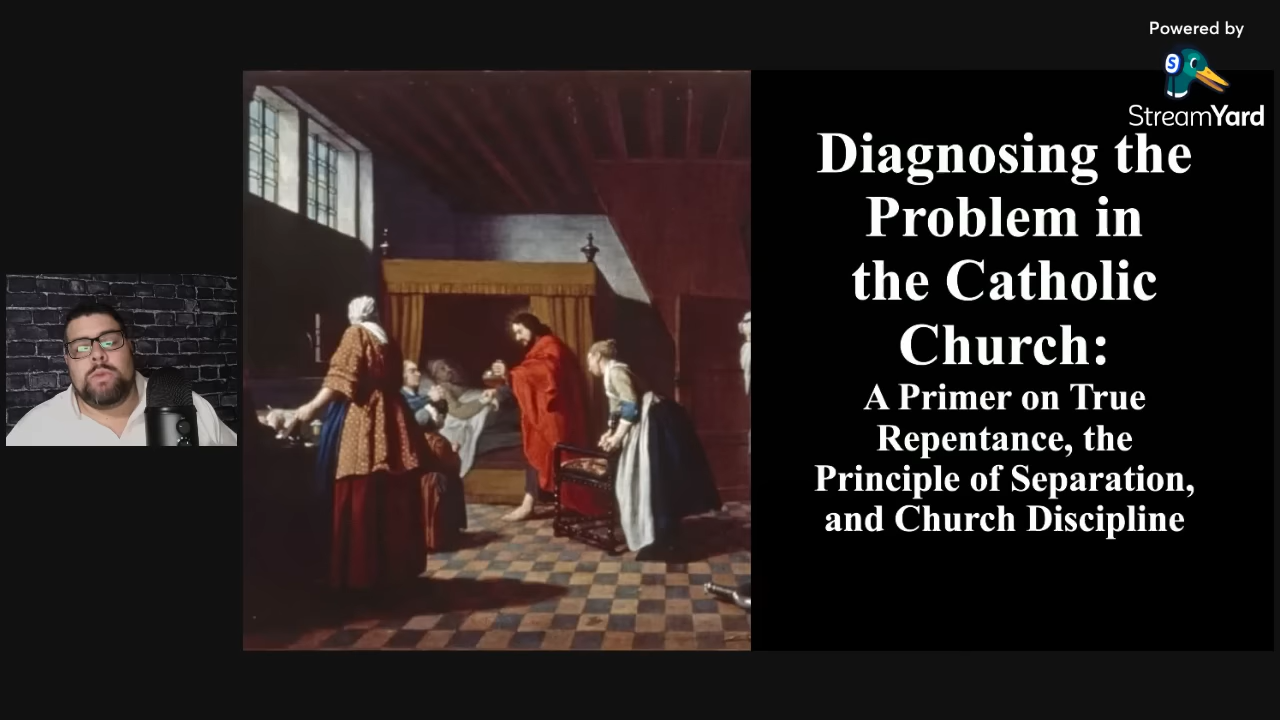 Powered by
S
StreamYard
Diagnosing the
Problem in
the Catholic
Church:
A Primer on True
Repentance, the
Principle of Separation,
and Church Discipline